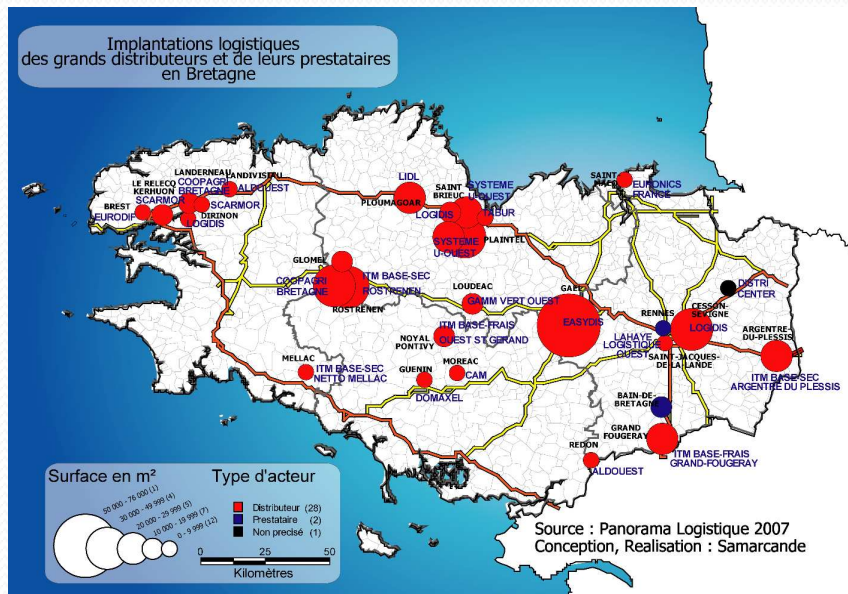 Implantations logistiques
des grands distributeurs et de leurs prestataires
en Bretagne
LANDERNEAU
LANDIVISIAU
COOPAGRI
BRETAGNE
ALDOUEST
LE RELECQ
KERHUON
SCARMOR
SCARMOR
BREST
EURODIF
DIRINON
LOGIDIS
LIDL
PLOUMAGOAR
SAINT
BRIEUC
SYSTEME
U-OUEST
LOGIDIS
TABUR
SYSTEME
U-OUEST
PLAINTEL
SAINT
EURONICS
FRANCE
GLOMEL
COOPAGRI
BRETAGNE
ITM BASE-SEC
ROSTRENEN
ROSTRENEN
LOUDEAC
GAMM VERT OUEST
GAEL
EASYDIS
DISTRI
CENTER
CESSON-
SEVIGNE
RENNES
LOGIDIS
LAHAYE
LOGISTIQUE
OUEST
SAINT-JACQUES-
DE-LA-LANDE
ARGENTRE-
DU-PLESSIS
ITM BASE-SEC
ARGENTRE DU PLESSIS
NOYAL
PONTIVY
ITM BASE-FRAIS
OUEST ST GERAND
MELLAC
ITM BASE-SEC
NETTO MELLAC
GUENIN
DOMAXEL
MOREAC
CAM
BAIN-DE-
BRETAGNE
GRAND
FOUGERAY
ITM BASE-FRAIS
GRAND-FOUGERAY
REDON
ALDOUEST
Surface en m²
50 000 - 76 000 (1)
30 000 - 49 999 (4)
20 000 - 29 999 (5)
10 000 - 19 999 (7)
0 - 9 999 (12)
Type d'acteur
Distributeur (28)
Prestataire (2)
Non précisé (1)
0 25 50
Kilomètres
Source : Panorama Logistique 2007
Conception, Realisation : Samarcande